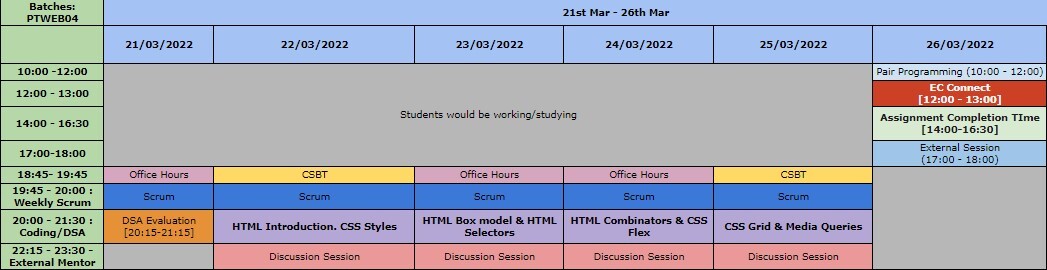 Batches:
PTWEB04
21st Mar - 26th Mar
21/03/2022 22/03/2022 23/03/2022 24/03/2022 25/03/2022 26/03/2022
10:00 -12:00
Pair Programming (10:00 - 12:00)
12:00 - 13:00
EC Connect
[12:00 - 13:00]
Students would be working/studying
14:00 - 16:30
Assignment Completion TIme
[14:00-16:30]
17:00-18:00
External Session
(17:00 - 18:00)
18:45- 19:45 Office Hours CSBT Office Hours Office Hours CSBT
19:45 - 20:00 :
Weekly Scrum
Scrum Scrum Scrum Scrum Scrum
20:00 - 21:30 :
Coding/DSA
DSA Evaluation
[20:15-21:15]
HTML Introduction. CSS Styles
HTML Box model & HTML
Selectors
HTML Combinators & CSS
Flex
CSS Grid & Media Queries
22:15 - 23:30 -
External Mentor
Discussion Session Discussion Session Discussion Session Discussion Session